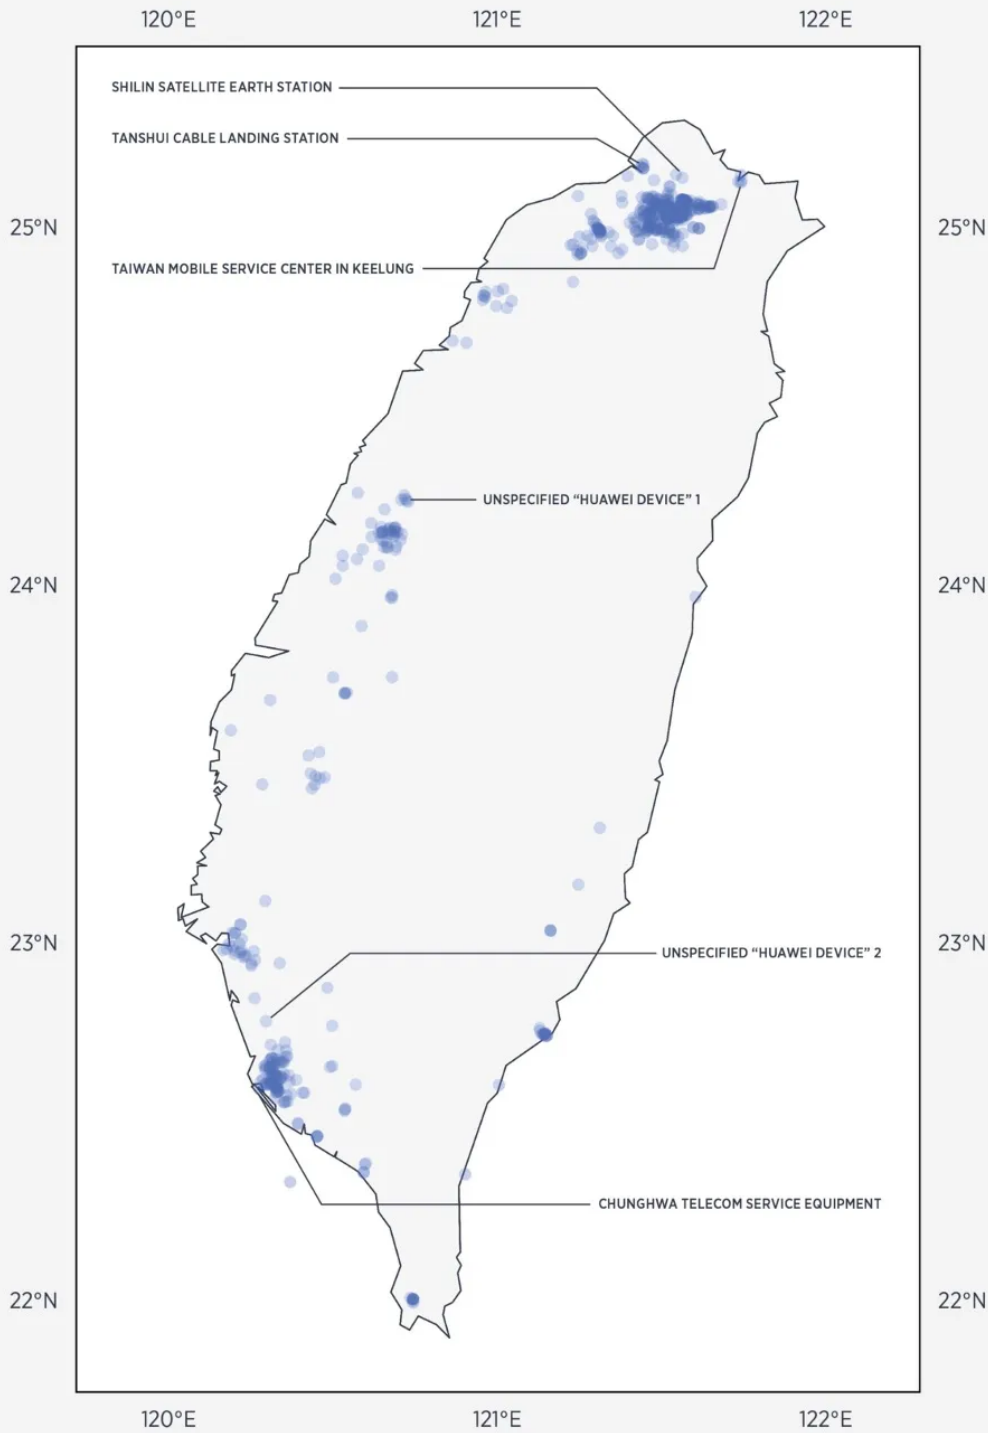 120°E 121°E 122°E
SHILIN SATELLITE EARTH STATION
TANSHUI CABLE LANDING STATION
25°N 25°N
TAIWAN MOBILE SERVICE CENTER IN KEELUNG
UNSPECIFIED “HUAWEI DEVICE” 1
24°N 24°N
23°N 23°N
UNSPECIFIED “HUAWEI DEVICE” 2
CHUNGHWA TELECOM SERVICE EQUIPMENT
22°N 22°N
120°E 121°E 122°E